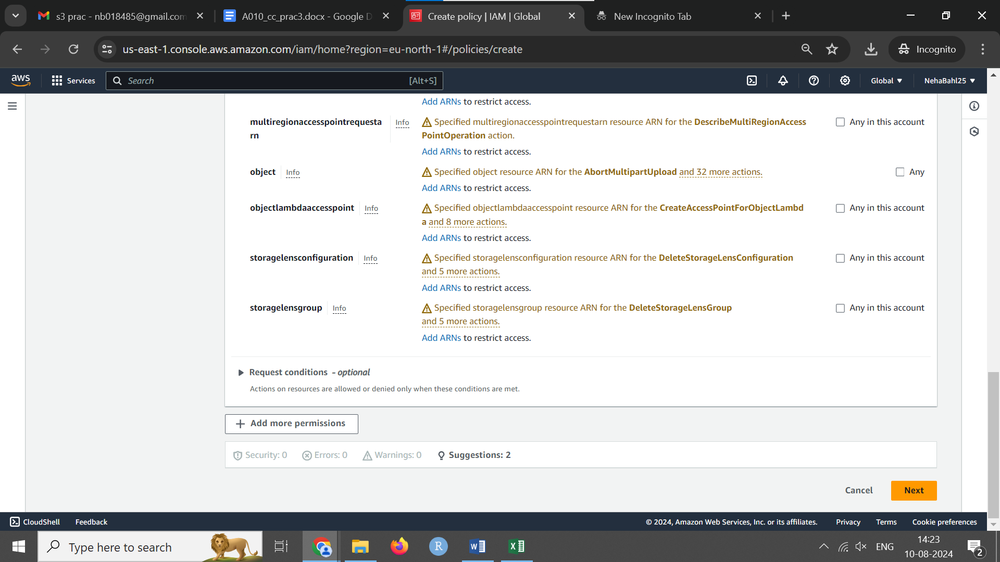 s3 prac - nb018485@gmail.com
A010_cc_prac3.docx - Google D
Create policy | IAM | Global
New Incognito Tab
us-east-1.console.aws.amazon.com/iam/home?region=eu-north-1#/policies/create
Incognito
aws
Services
Search
[Alt+S]
Global
NehaBahl25
Add ARNs to restrict access.
multiregionaccesspointrequesta
rn
Info
Specified multiregionaccesspointrequestarn resource ARN for the DescribeMultiRegionAccess
PointOperation action.
Any in this account
Add ARNs to restrict access.
object
Info
Specified object resource ARN for the AbortMultipartUpload and 32 more actions.
Any
Add ARNs to restrict access.
objectlambdaaccesspoint
Info
Specified objectlambdaaccesspoint resource ARN for the CreateAccessPointForObjectLambd
a and 8 more actions.
Any in this account
Add ARNs to restrict access.
storagelensconfiguration
Info
Specified storagelensconfiguration resource ARN for the DeleteStorageLensConfiguration
and 5 more actions.
Any in this account
Add ARNs to restrict access.
storagelensgroup
Info
Specified storagelensgroup resource ARN for the DeleteStorageLensGroup
and 5 more actions.
Any in this account
Add ARNs to restrict access.
Request conditions - optional
Actions on resources are allowed or denied only when these conditions are met.
Add more permissions
Security: 0
Errors: 0
Warnings: 0
Suggestions: 2
Cancel
Next
CloudShell
Feedback
© 2024, Amazon Web Services, Inc. or its affiliates.
Privacy
Terms
Cookie preferences
Type here to search
R
W
X
ENG
14:23
10-08-2024
2